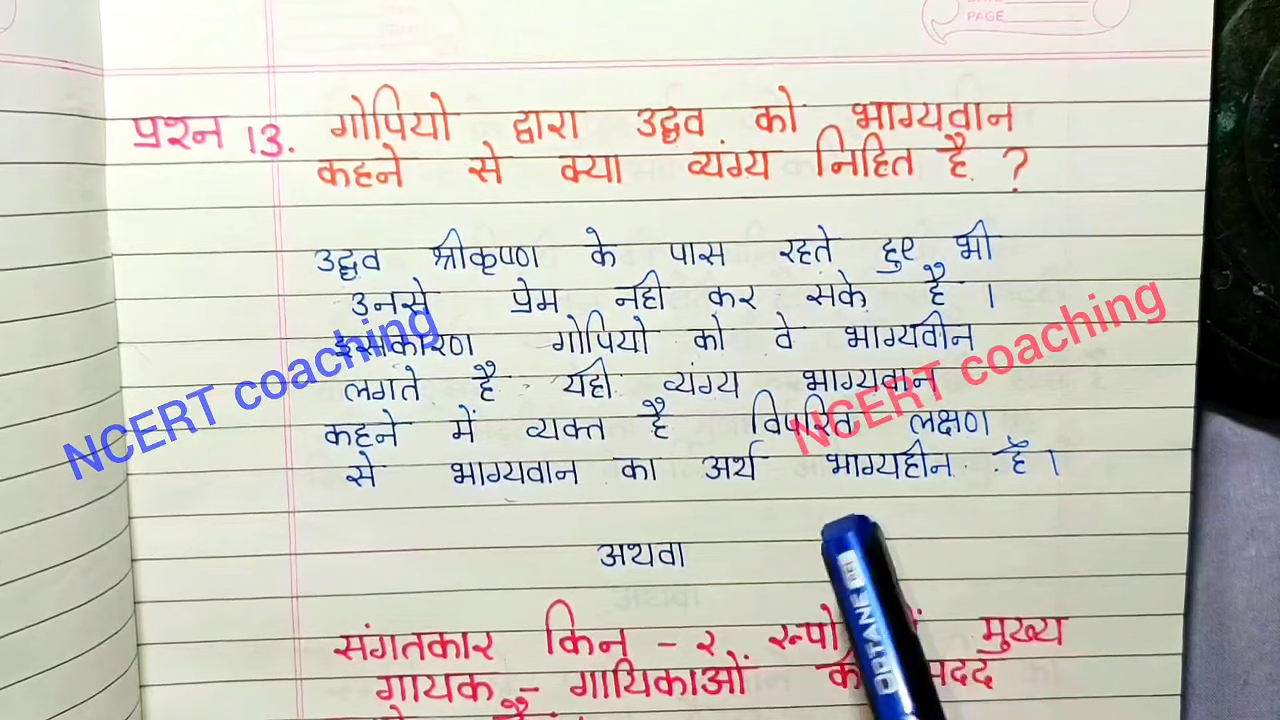 PAGE
प्रश्न 13. गोपियो द्वारा उद्धव को भाग्यवान
कहने से क्या व्यंग्य निहित है ?
उद्धव श्रीकृष्ण के पास रहते हुए भी
उनसे प्रेम नही कर सके है ।
इसकारण गोपियो को वे भाग्यवीन
लगते है यही व्यंग्य भाग्यवान
कहने में व्यक्त है विपरित लक्षणा
से भाग्यवान का अर्थ भाग्यहीन है ।
NCERT coaching
NCERT coaching
अथवा
संगतकार किन - २ रूपो मुख्य
गायक - गायिकाओं मदद